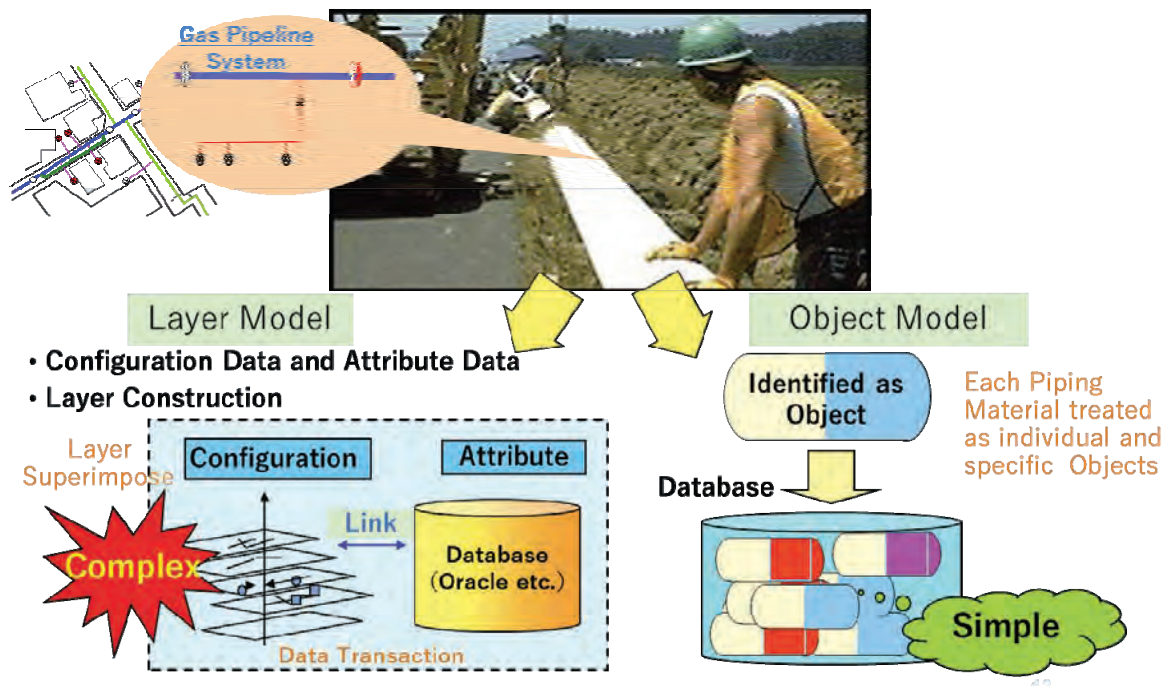 Gas Pipeline
System
Layer Model
Object Model
• Configuration Data and Attribute Data
• Layer Construction
Identified as
Object
Each Piping
Material treated
as individual and
specific Objects
Layer
Superimpose
Configuration
Attribute
Link
Complex
Database
(Oracle etc.)
Data Transaction
Database
Simple